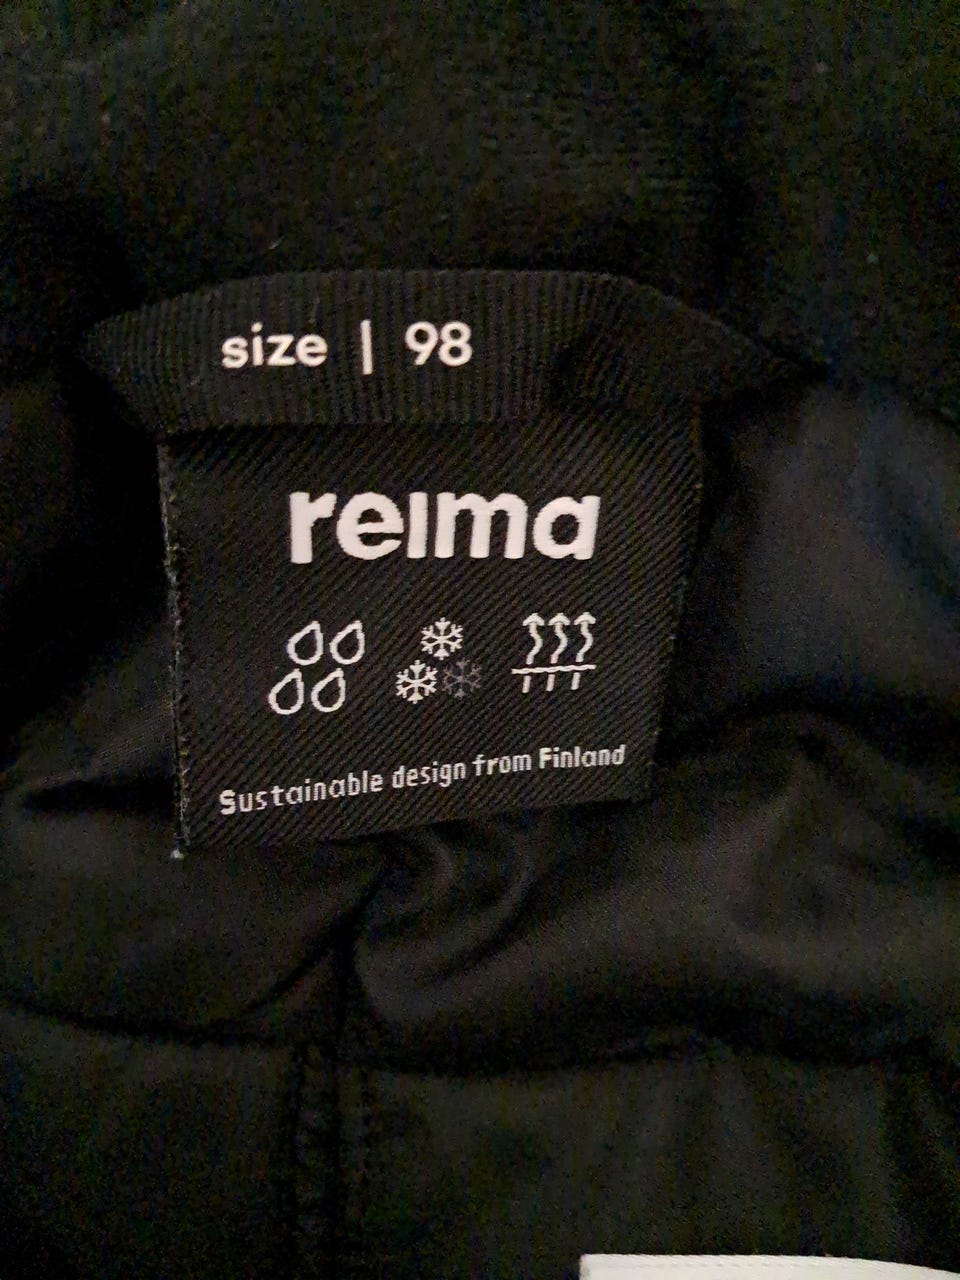 size | 98
reima
Sustainable design from Finland